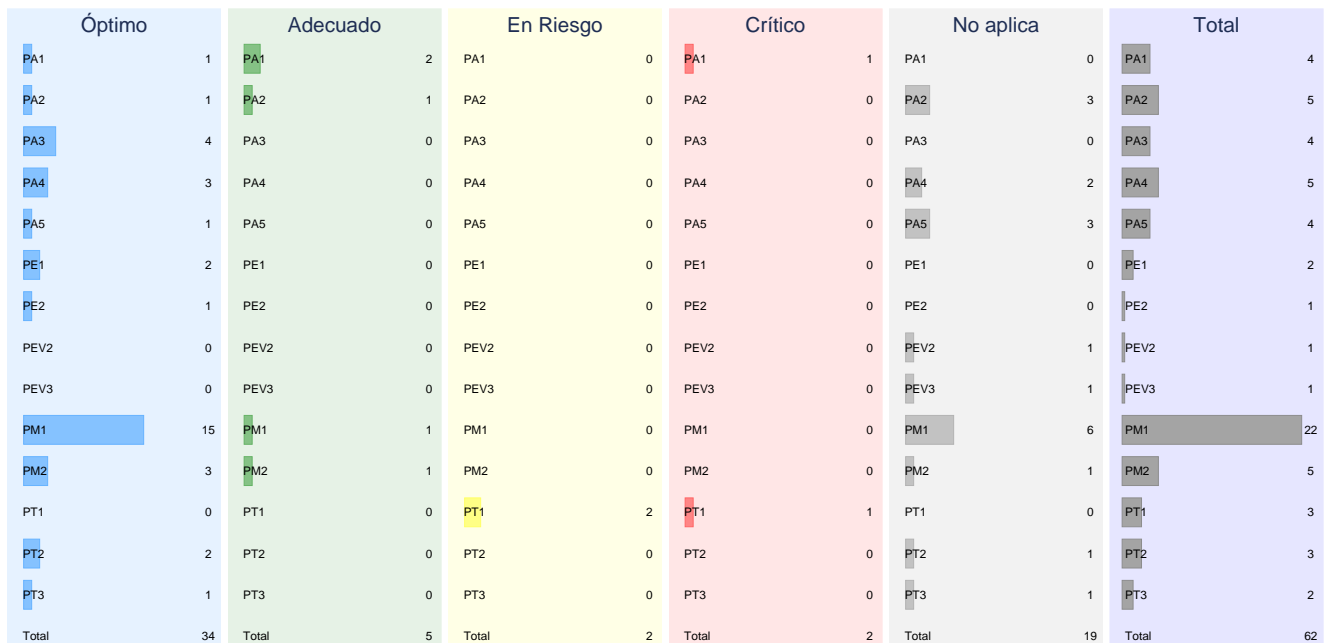 Óptimo Adecuado En Riesgo Crítico No aplica Total
PA1 1 PA1 2 PA1 0 PA1 1 PA1 0 PA1 4
PA2 1 PA2 1 PA2 0 PA2 0 PA2 3 PA2 5
PA3 4 PA3 0 PA3 0 PA3 0 PA3 0 PA3 4
PA4 3 PA4 0 PA4 0 PA4 0 PA4 2 PA4 5
PA5 1 PA5 0 PA5 0 PA5 0 PA5 3 PA5 4
PE1 2 PE1 0 PE1 0 PE1 0 PE1 0 PE1 2
PE2 1 PE2 0 PE2 0 PE2 0 PE2 0 PE2 1
PEV2 0 PEV2 0 PEV2 0 PEV2 0 PEV2 1 PEV2 1
PEV3 0 PEV3 0 PEV3 0 PEV3 0 PEV3 1 PEV3 1
PM1 15 PM1 1 PM1 0 PM1 0 PM1 6 PM1 22
PM2 3 PM2 1 PM2 0 PM2 0 PM2 1 PM2 5
PT1 0 PT1 0 PT1 2 PT1 1 PT1 0 PT1 3
PT2 2 PT2 0 PT2 0 PT2 0 PT2 1 PT2 3
PT3 1 PT3 0 PT3 0 PT3 0 PT3 1 PT3 2
Total 34 Total 5 Total 2 Total 2 Total 19 Total 62